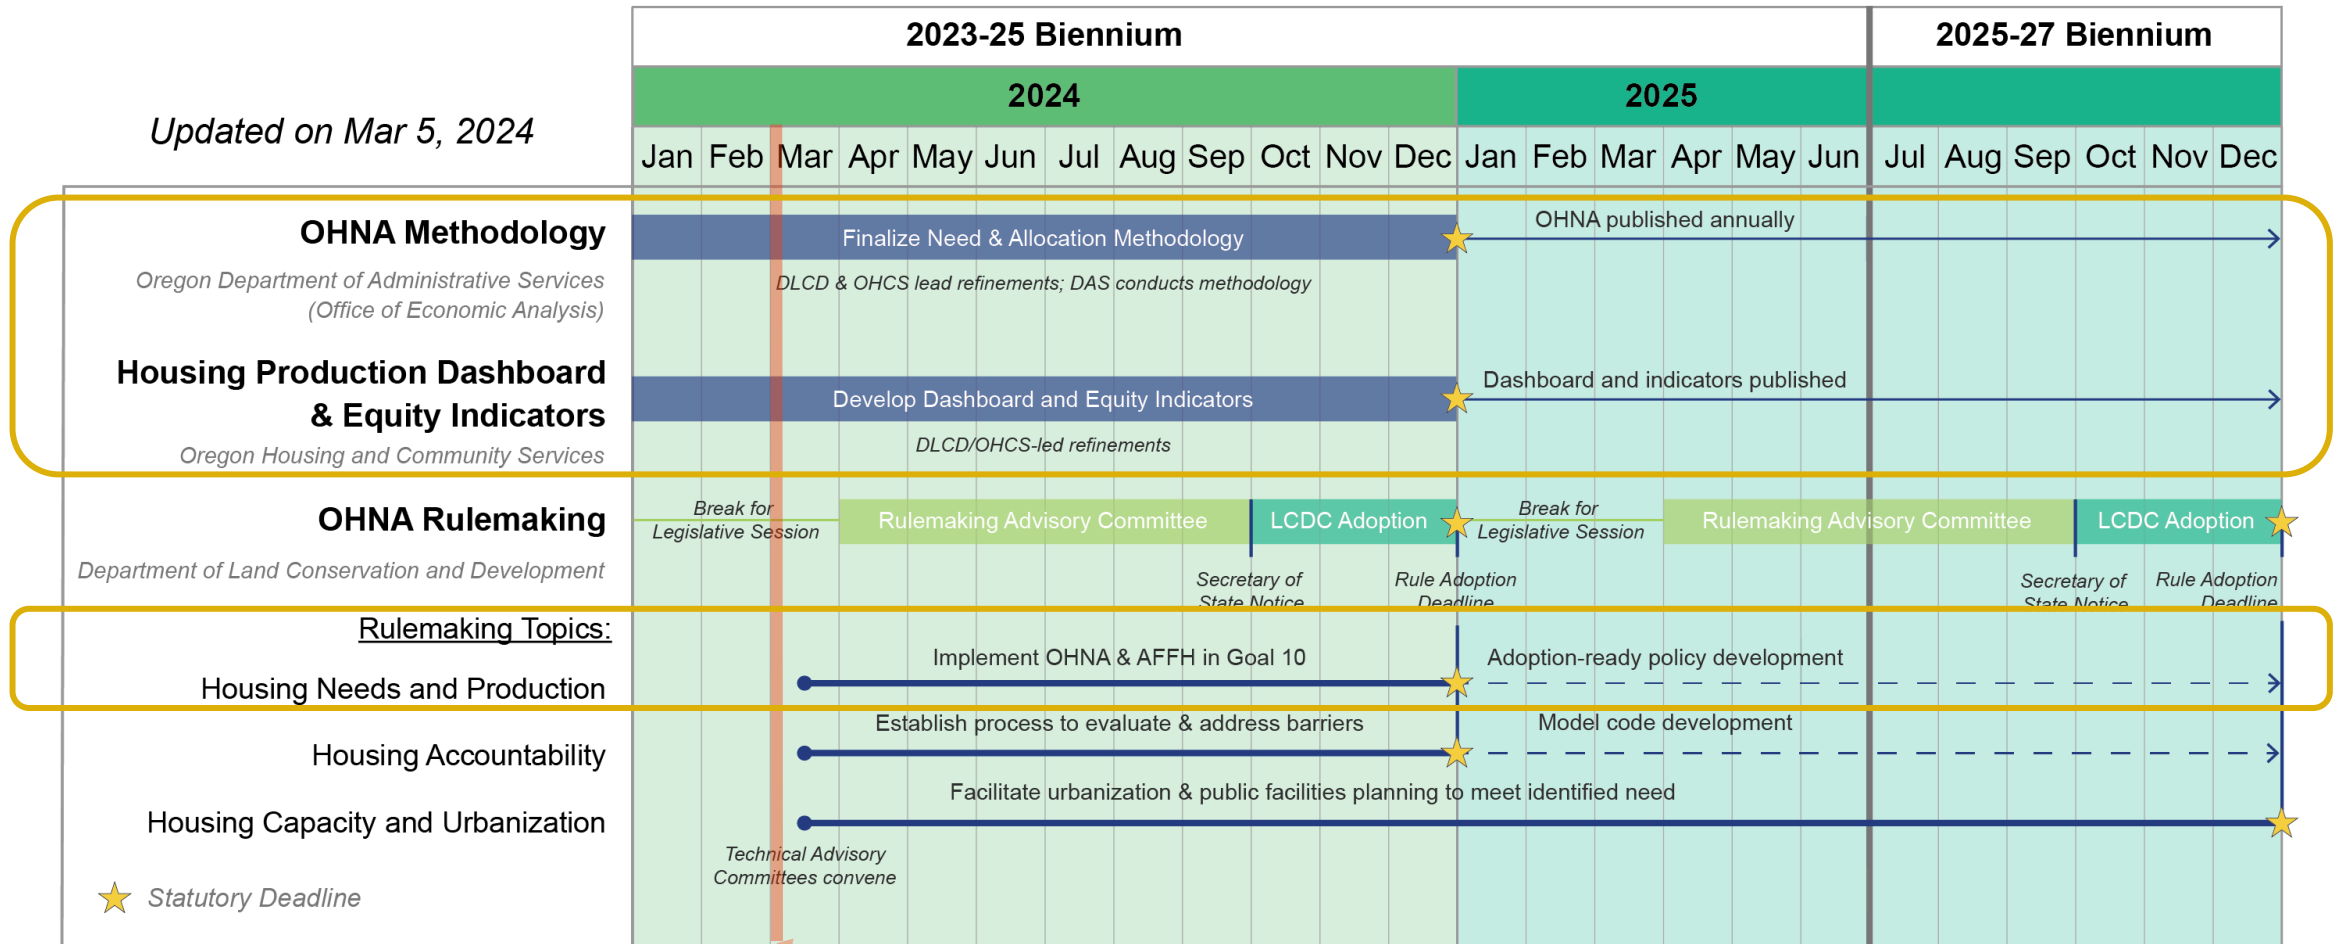 2023-25 Biennium
2025-27 Biennium
2024
2025
Updated on Mar 5, 2024
Jan Feb Mar Apr May Jun Jul Aug Sep Oct Nov Dec Jan Feb Mar Apr May Jun Jul Aug Sep Oct Nov Dec
OHNA Methodology
Oregon Department of Administrative Services
(Office of Economic Analysis)
Finalize Need & Allocation Methodology
DLCD & OHCS lead refinements; DAS conducts methodology
OHNA published annually
Housing Production Dashboard
& Equity Indicators
Oregon Housing and Community Services
Develop Dashboard and Equity Indicators
DLCD/OHCS-led refinements
Dashboard and indicators published
OHNA Rulemaking
Department of Land Conservation and Development
Break for
Legislative Session
Rulemaking Advisory Committee
LCDC Adoption
Secretary of
State Notice
Rule Adoption
Deadline
Break for
Legislative Session
Rulemaking Advisory Committee
LCDC Adoption
Secretary of
State Notice
Rule Adoption
Deadline
Rulemaking Topics:
Housing Needs and Production
Implement OHNA & AFFH in Goal 10
Adoption-ready policy development
Housing Accountability
Establish process to evaluate & address barriers
Model code development
Housing Capacity and Urbanization
Facilitate urbanization & public facilities planning to meet identified need
Technical Advisory
Committees convene
Statutory Deadline